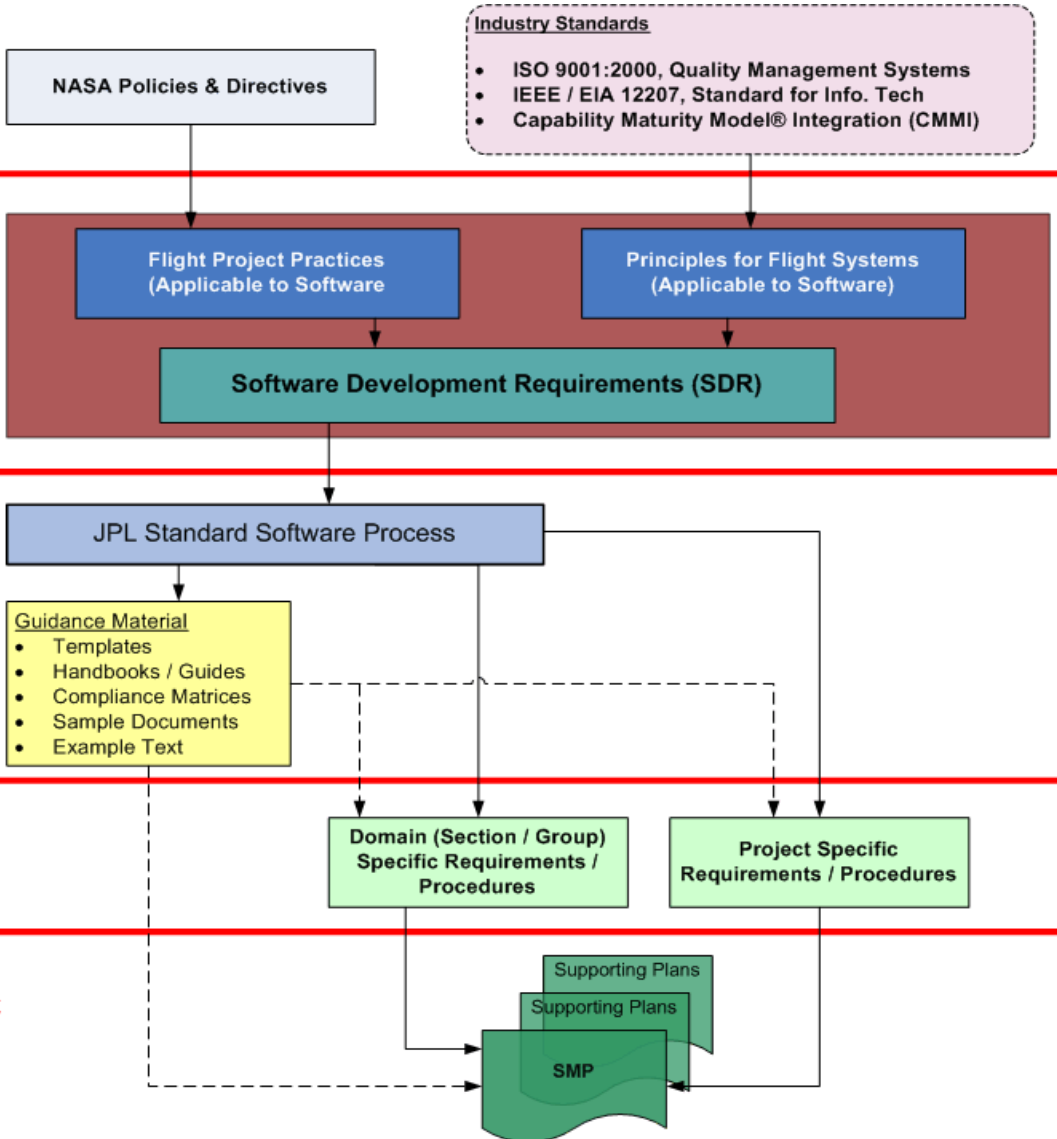 Industry Standards
• ISO 9001:2000, Quality Management Systems
• IEEE / EIA 12207, Standard for Info. Tech
• Capability Maturity Model® Integration (CMMI)
NASA Policies & Directives
Flight Project Practices
(Applicable to Software
Principles for Flight Systems
(Applicable to Software)
Software Development Requirements (SDR)
JPL Standard Software Process
Guidance Material
• Templates
• Handbooks / Guides
• Compliance Matrices
• Sample Documents
• Example Text
Domain (Section / Group)
Specific Requirements /
Procedures
Project Specific
Requirements / Procedures
Supporting Plans
Supporting Plans
SMP